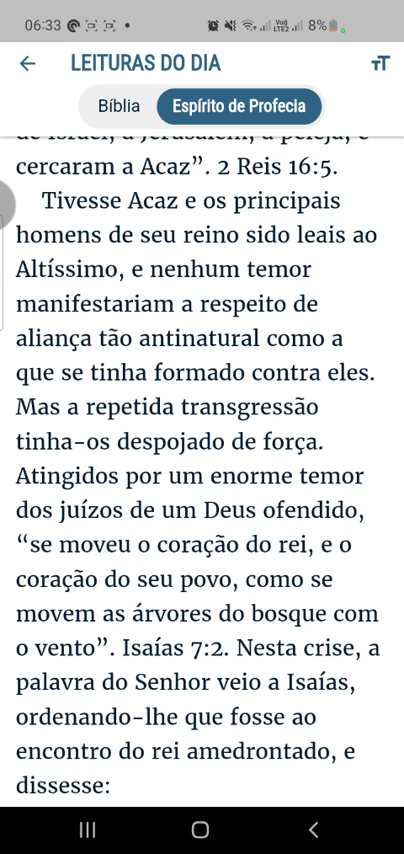 06:33
8%
LEITURAS DO DIA
Bíblia
Espírito de Profecia
de Israel, a Jerusalém, à peleja, e
cercaram a Acaz”. 2 Reis 16:5.
Tivesse Acaz e os principais
homens de seu reino sido leais ao
Altíssimo, e nenhum temor
manifestariam a respeito de
aliança tão antinatural como a
que se tinha formado contra eles.
Mas a repetida transgressão
tinha-os despojado de força.
Atingidos por um enorme temor
dos juízos de um Deus ofendido,
“se moveu o coração do rei, e o
coração do seu povo, como se
movem as árvores do bosque com
o vento”. Isaías 7:2. Nesta crise, a
palavra do Senhor veio a Isaías,
ordenando-lhe que fosse ao
encontro do rei amedrontado, e
dissesse: